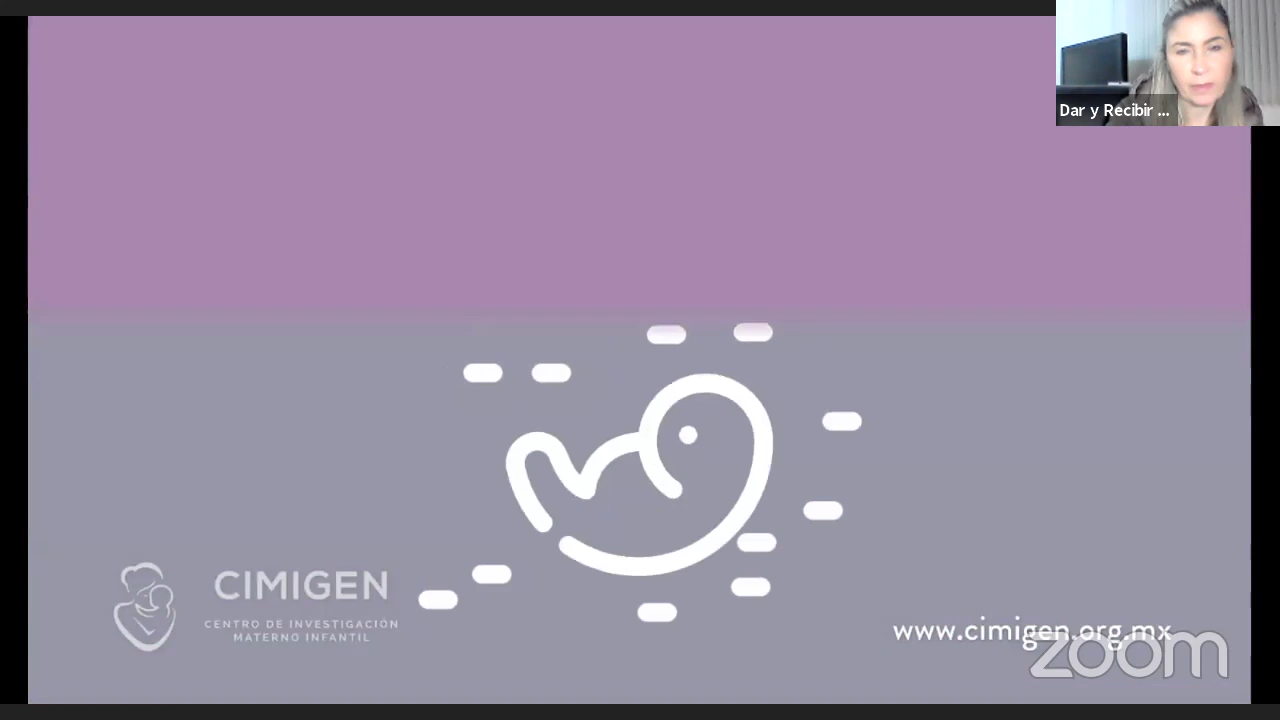 Dar y Recibir ...
CIMIGEN
CENTRO DE INVESTIGACIÓN
MATERNO INFANTIL
www.cimigen.org.mx
zoom